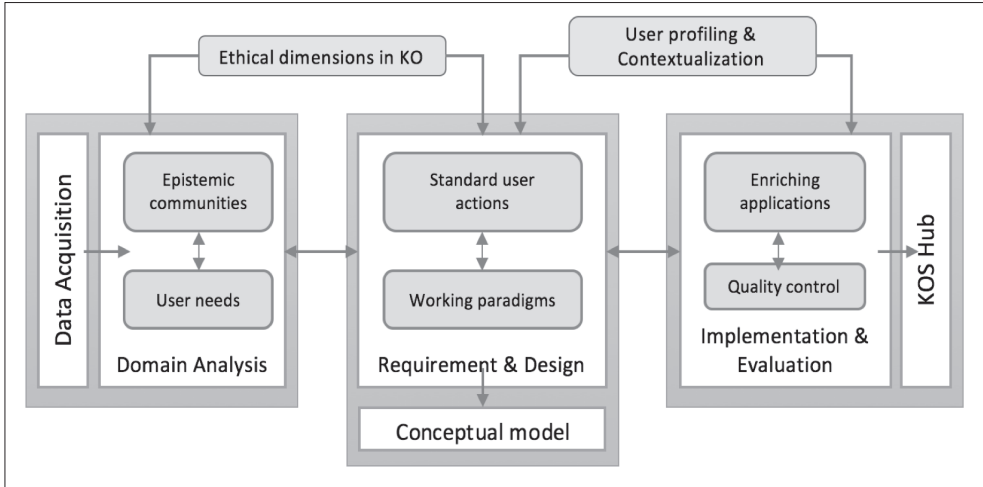 Ethical dimensions in KO
User profiling &
Contextualization
Data Acquisition
Epistemic
communities
User needs
Domain Analysis
Standard user
actions
Working paradigms
Requirement & Design
Conceptual model
Enriching
applications
Quality control
Implementation &
Evaluation
KOS Hub